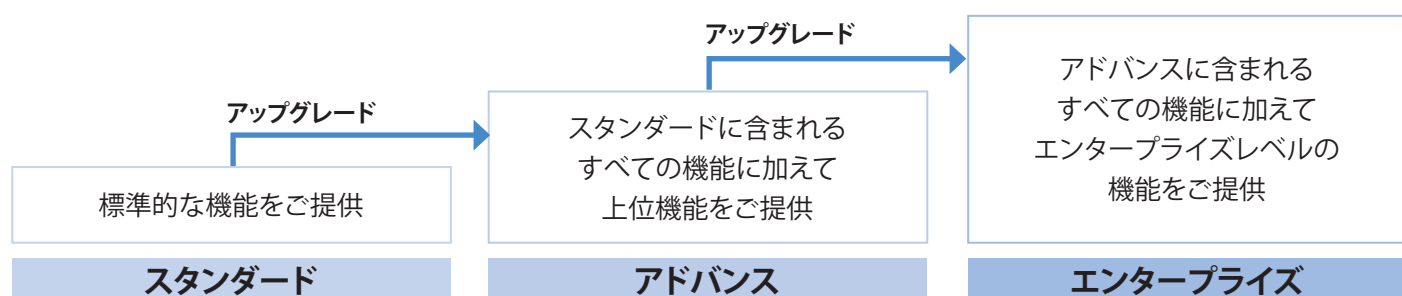 アップグレード
アップグレード
標準的な機能をご提供
スタンダードに含まれる
すべての機能に加えて
上位機能をご提供
アドバンスに含まれる
すべての機能に加えて
エンタープライズレベルの
機能をご提供
スタンダード
アドバンス
エンタープライズ